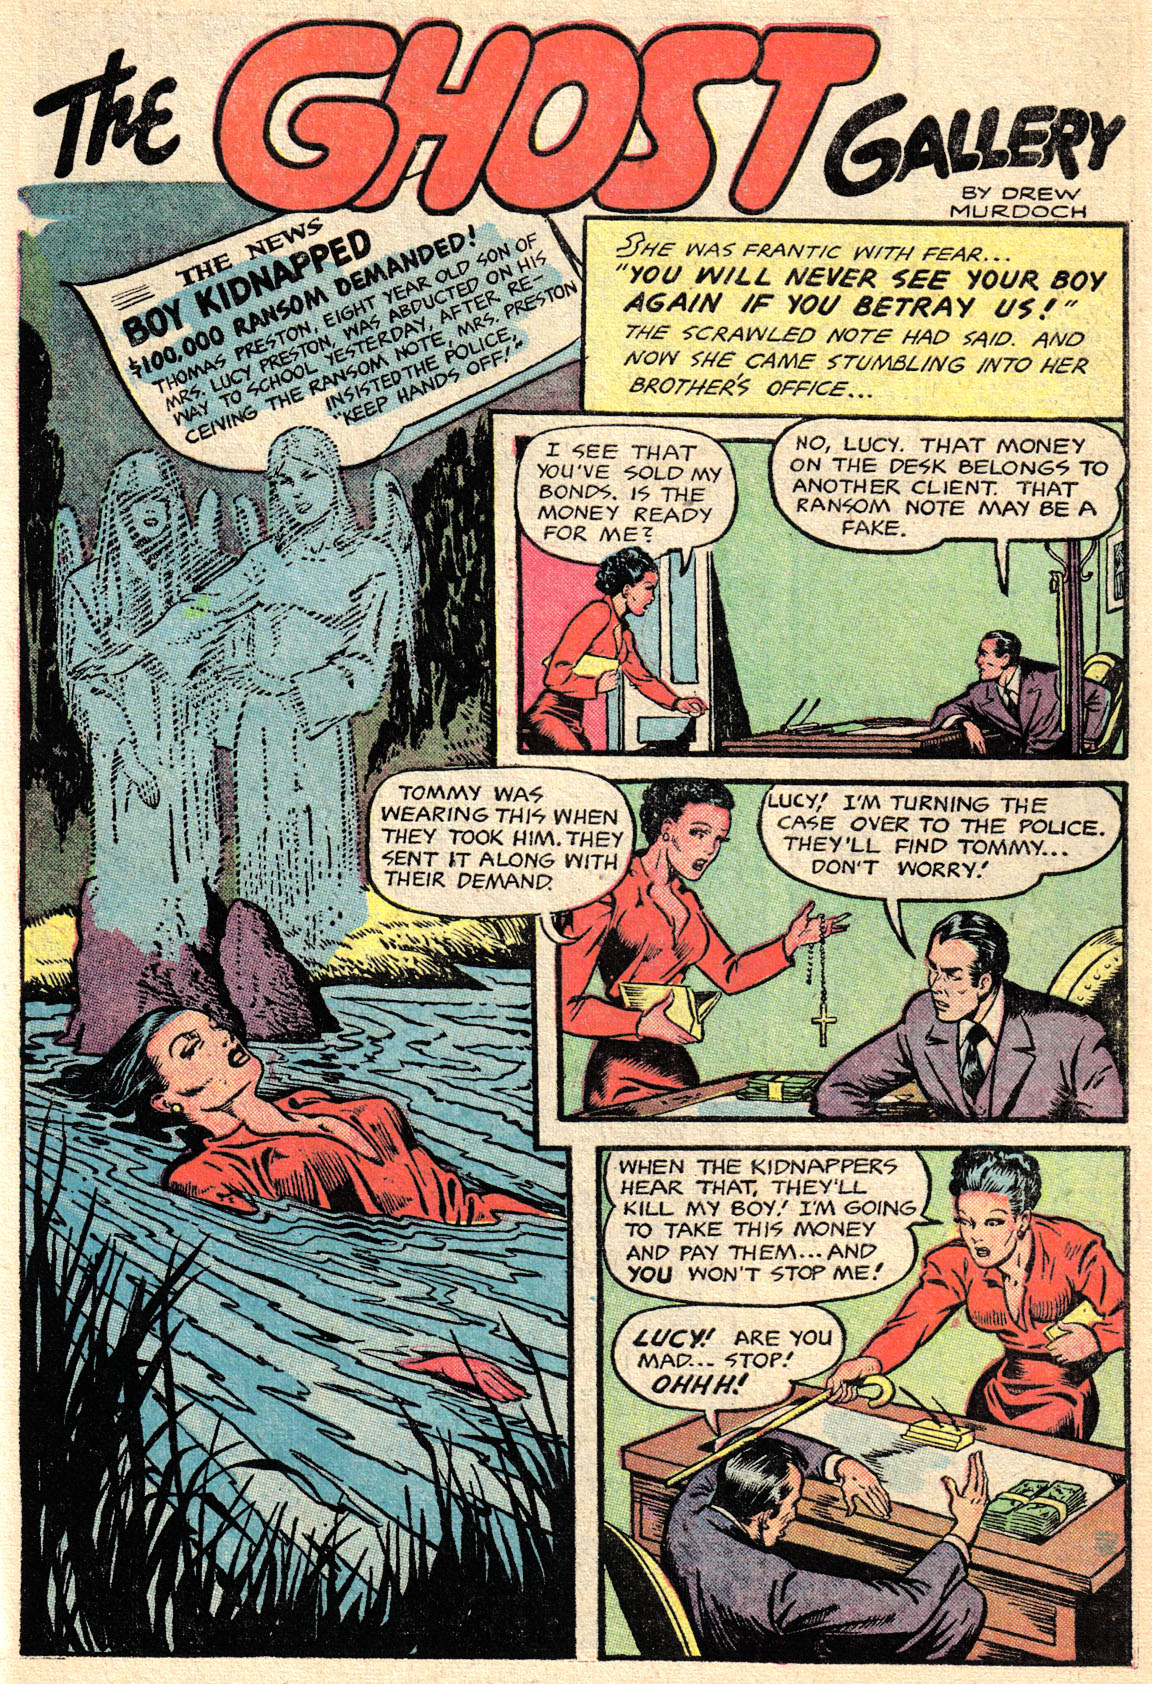 The GHOST GALLERY
BY DREW
MURDOCH
THE NEWS
BOY KIDNAPPED
$100,000 RANSOM DEMANDED!
THOMAS PRESTON, EIGHT YEAR OLD SON OF
MRS. LUCY PRESTON, WAS ABDUCTED ON HIS
WAY TO SCHOOL YESTERDAY, AFTER RE-
CEIVING THE RANSOM NOTE, MRS. PRESTON
INSISTED THE POLICE,
"KEEP HANDS OFF!"
SHE WAS FRANTIC WITH FEAR...
"YOU WILL NEVER SEE YOUR BOY
AGAIN IF YOU BETRAY US!"
THE SCRAWLED NOTE HAD SAID. AND
NOW SHE CAME STUMBLING INTO HER
BROTHER'S OFFICE...
I SEE THAT
YOU'VE SOLD MY
BONDS. IS THE
MONEY READY
FOR ME?
NO, LUCY. THAT MONEY
ON THE DESK BELONGS TO
ANOTHER CLIENT. THAT
RANSOM NOTE MAY BE A
FAKE.
TOMMY WAS
WEARING THIS WHEN
THEY TOOK HIM. THEY
SENT IT ALONG WITH
THEIR DEMAND.
LUCY! I'M TURNING THE
CASE OVER TO THE POLICE.
THEY'LL FIND TOMMY...
DON'T WORRY!
WHEN THE KIDNAPPERS
HEAR THAT, THEY'LL
KILL MY BOY! I'M GOING
TO TAKE THIS MONEY
AND PAY THEM...AND
YOU WON'T STOP ME!
LUCY! ARE YOU
MAD... STOP!
OHHH!